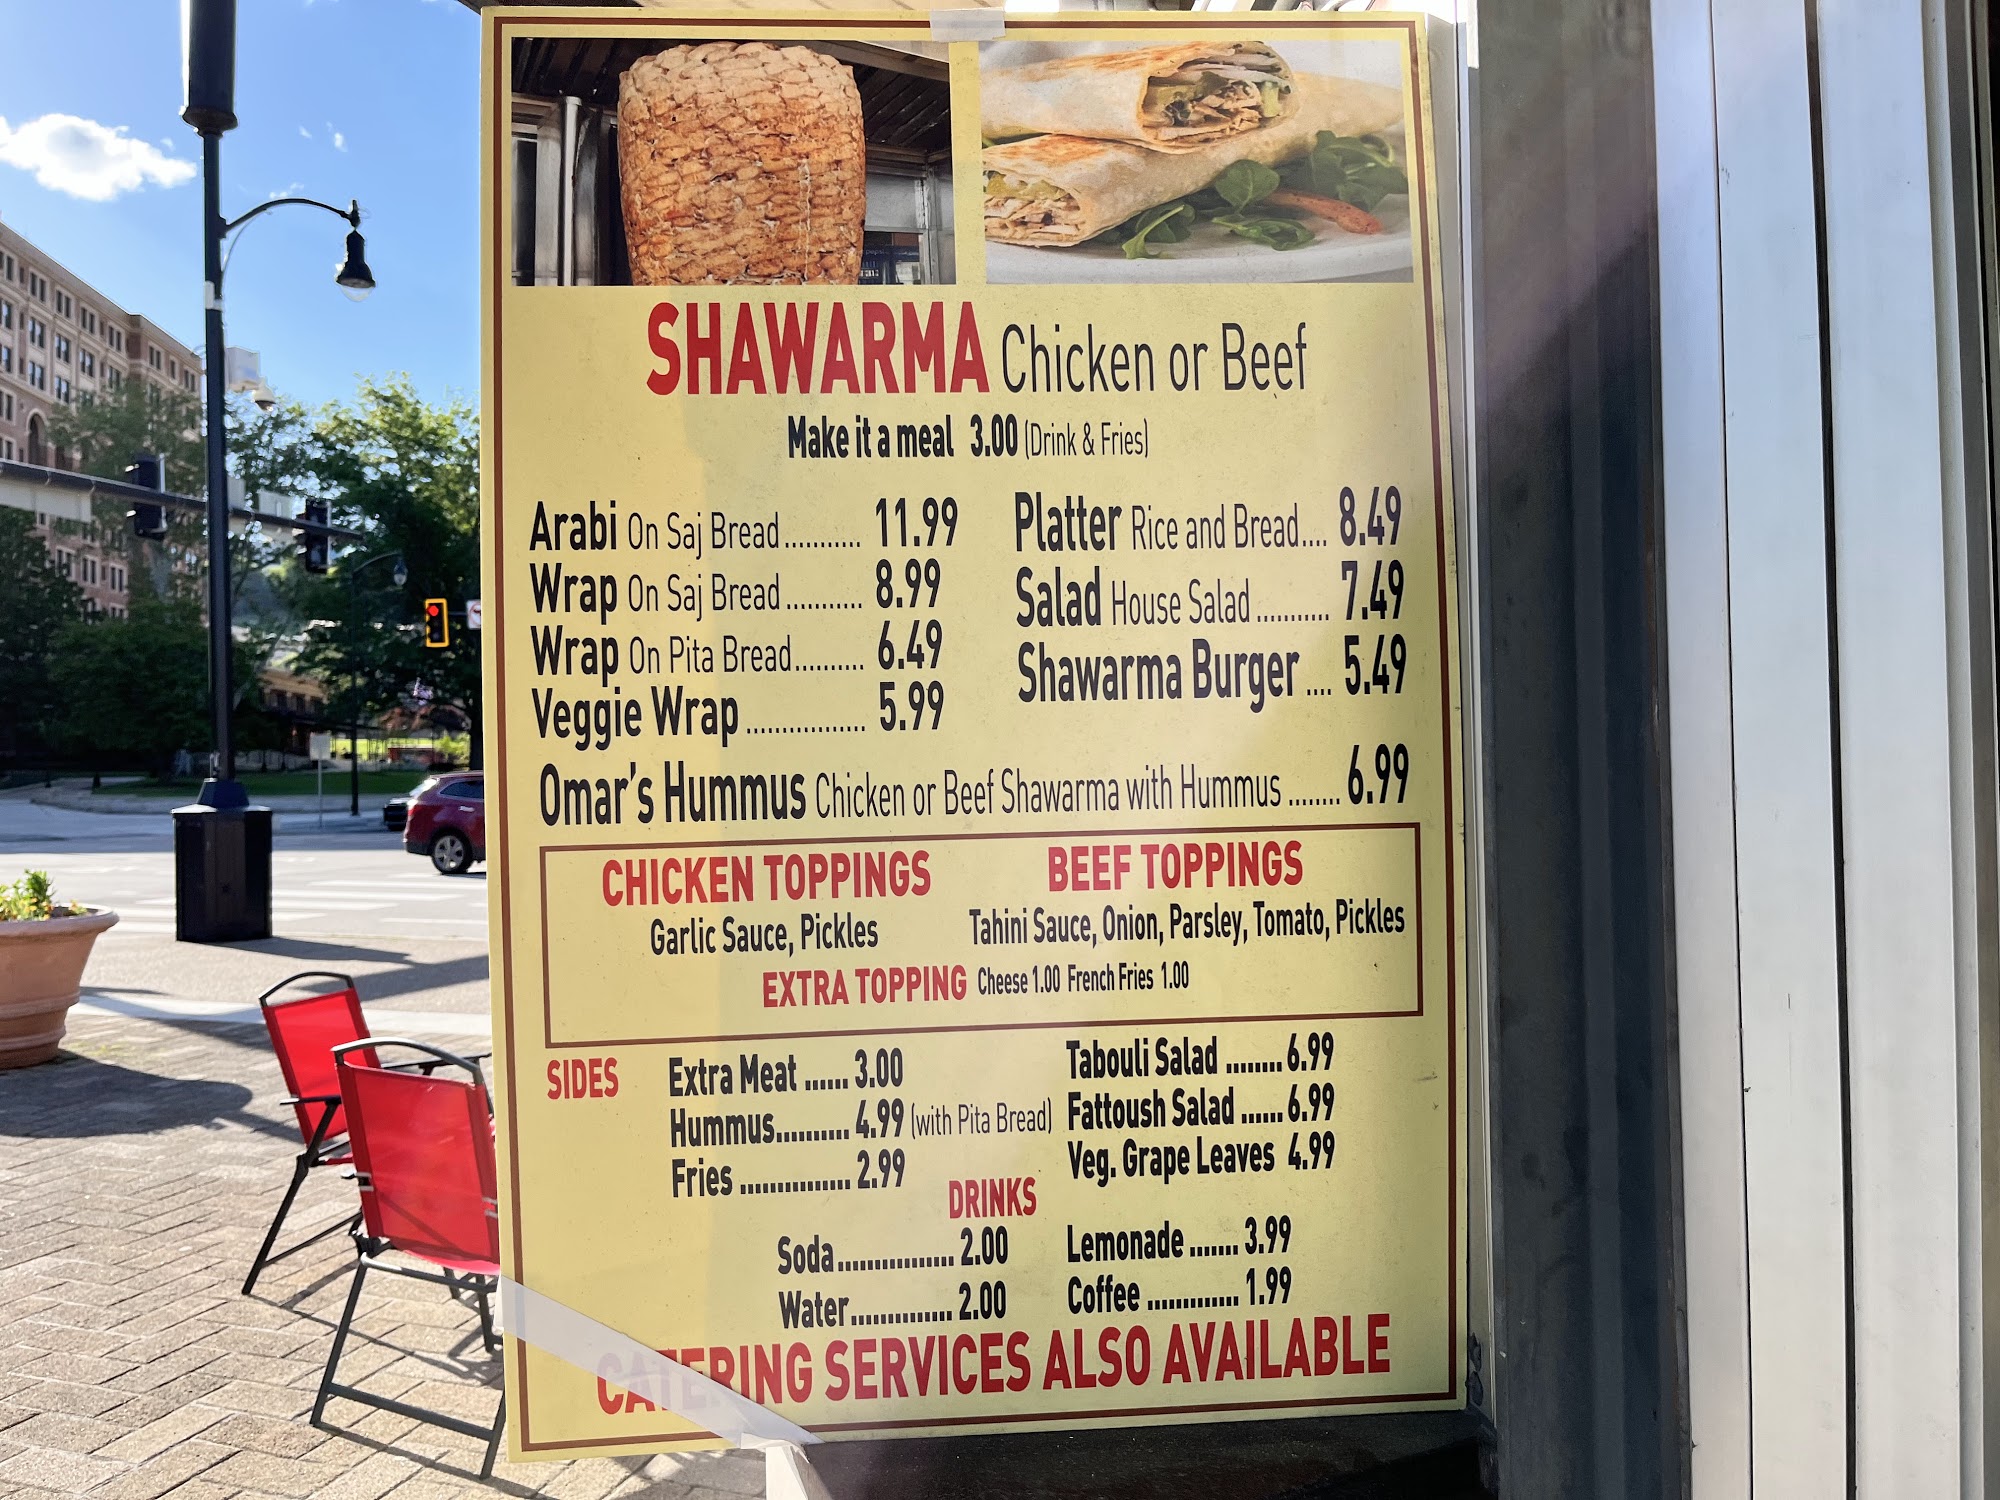 SHAWARMA Chicken or Beef
Make it a meal 3.00 (Drink & Fries)
Arabi On Saj Bread........... 11.99
Wrap On Saj Bread........... 8.99
Wrap On Pita Bread.......... 6.49
Veggie Wrap ................. 5.99
Platter Rice and Bread.... 8.49
Salad House Salad ........... 7.49
Shawarma Burger .... 5.49
Omar's Hummus Chicken or Beef Shawarma with Hummus ........ 6.99
CHICKEN TOPPINGS
Garlic Sauce, Pickles
BEEF TOPPINGS
Tahini Sauce, Onion, Parsley, Tomato, Pickles
EXTRA TOPPING Cheese 1.00 French Fries 1.00
SIDES
Extra Meat ...... 3.00
Hummus.......... 4.99 (with Pita Bread)
Fries ............... 2.99
Tabouli Salad ........ 6.99
Fattoush Salad ...... 6.99
Veg. Grape Leaves 4.99
DRINKS
Soda................ 2.00
Water.............. 2.00
Lemonade ....... 3.99
Coffee ............. 1.99
CATERING SERVICES ALSO AVAILABLE